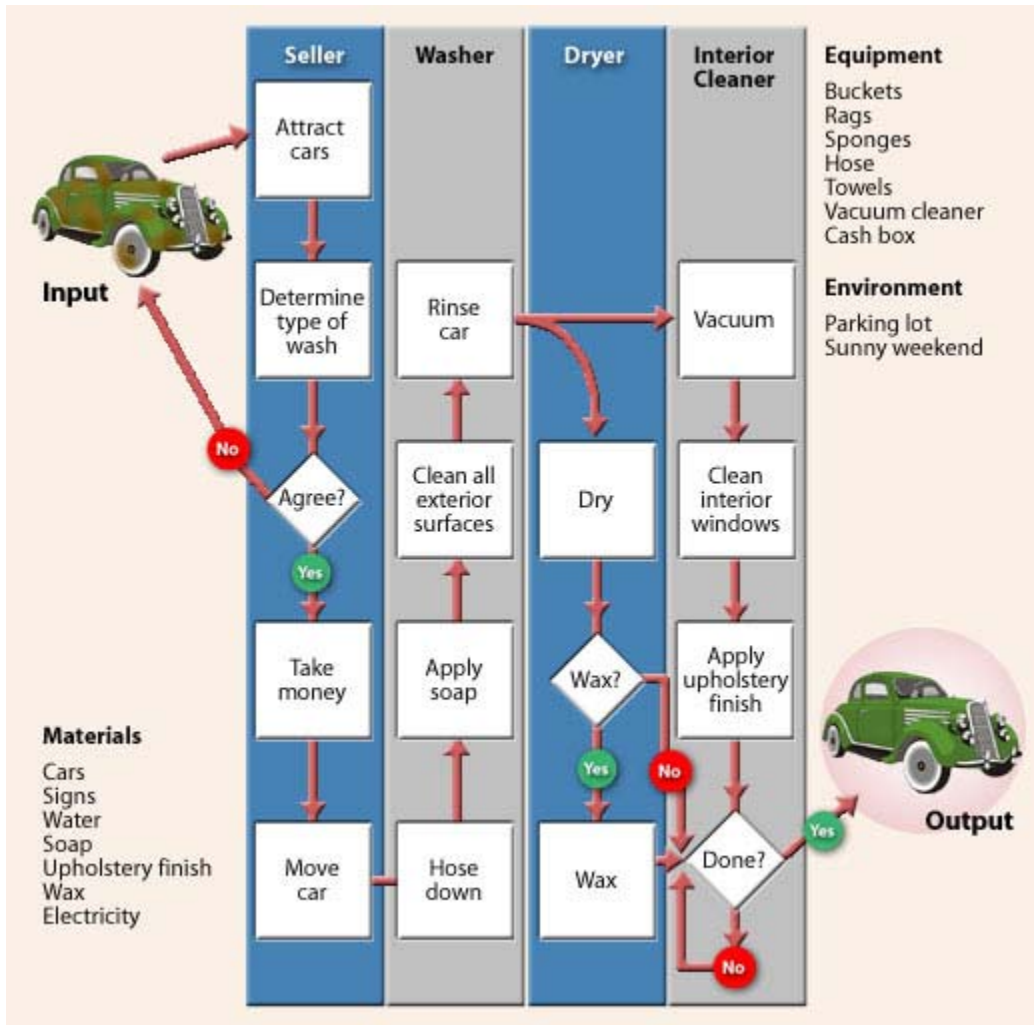 Seller
Attract
cars
Determine
type of
wash
Agree?
No
Yes
Take
money
Move
car
Washer
Rinse
car
Clean all
exterior
surfaces
Apply
soap
Hose
down
Dryer
Dry
Wax?
Yes
No
Wax
Interior
Cleaner
Vacuum
Clean
interior
windows
Apply
upholstery
finish
Done?
Yes
No
Input
Output
Equipment
Buckets
Rags
Sponges
Hose
Towels
Vacuum cleaner
Cash box
Environment
Parking lot
Sunny weekend
Materials
Cars
Signs
Water
Soap
Upholstery finish
Wax
Electricity